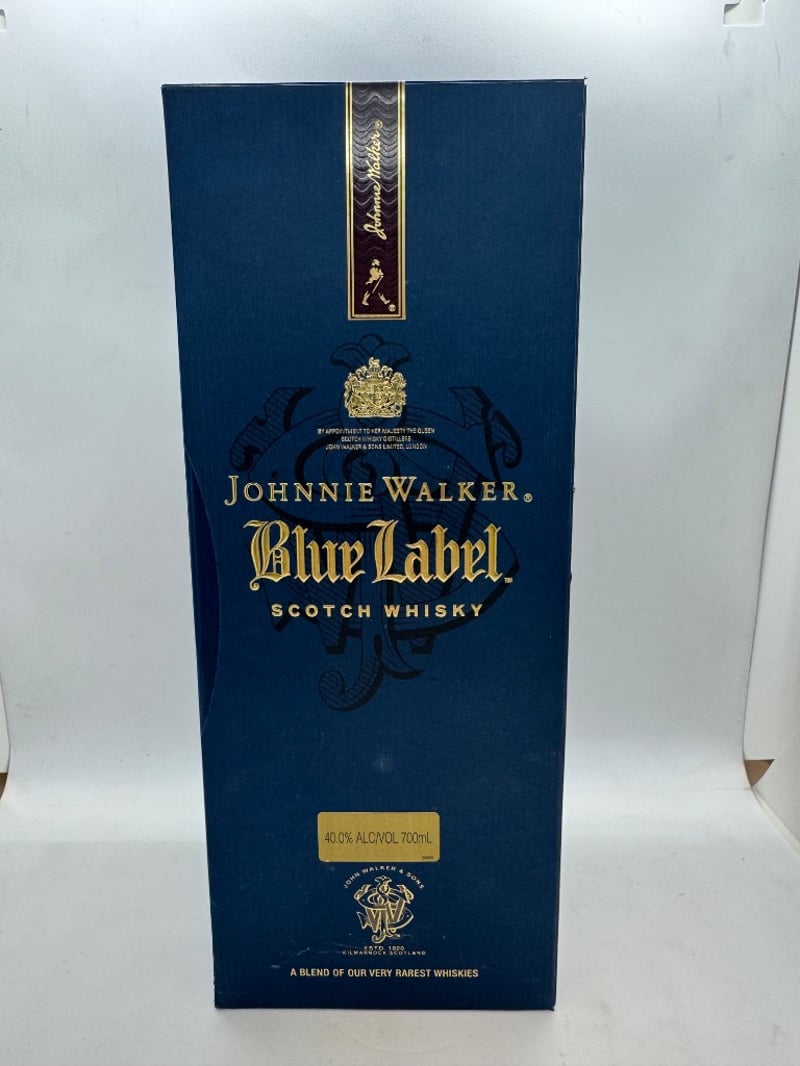 Johnnie Walker®
®
BY APPOINTMENT TO HER MAJESTY THE QUEEN
SCOTCH WHISKY DISTILLERS
JOHN WALKER & SONS LIMITED, LONDON
JOHNNIE WALKER®
Blue Label™
SCOTCH WHISKY
40.0% ALC/VOL 700mL
JOHN WALKER & SONS
ESTD. 1820
KILMARNOCK, SCOTLAND
A BLEND OF OUR VERY RAREST WHISKIES